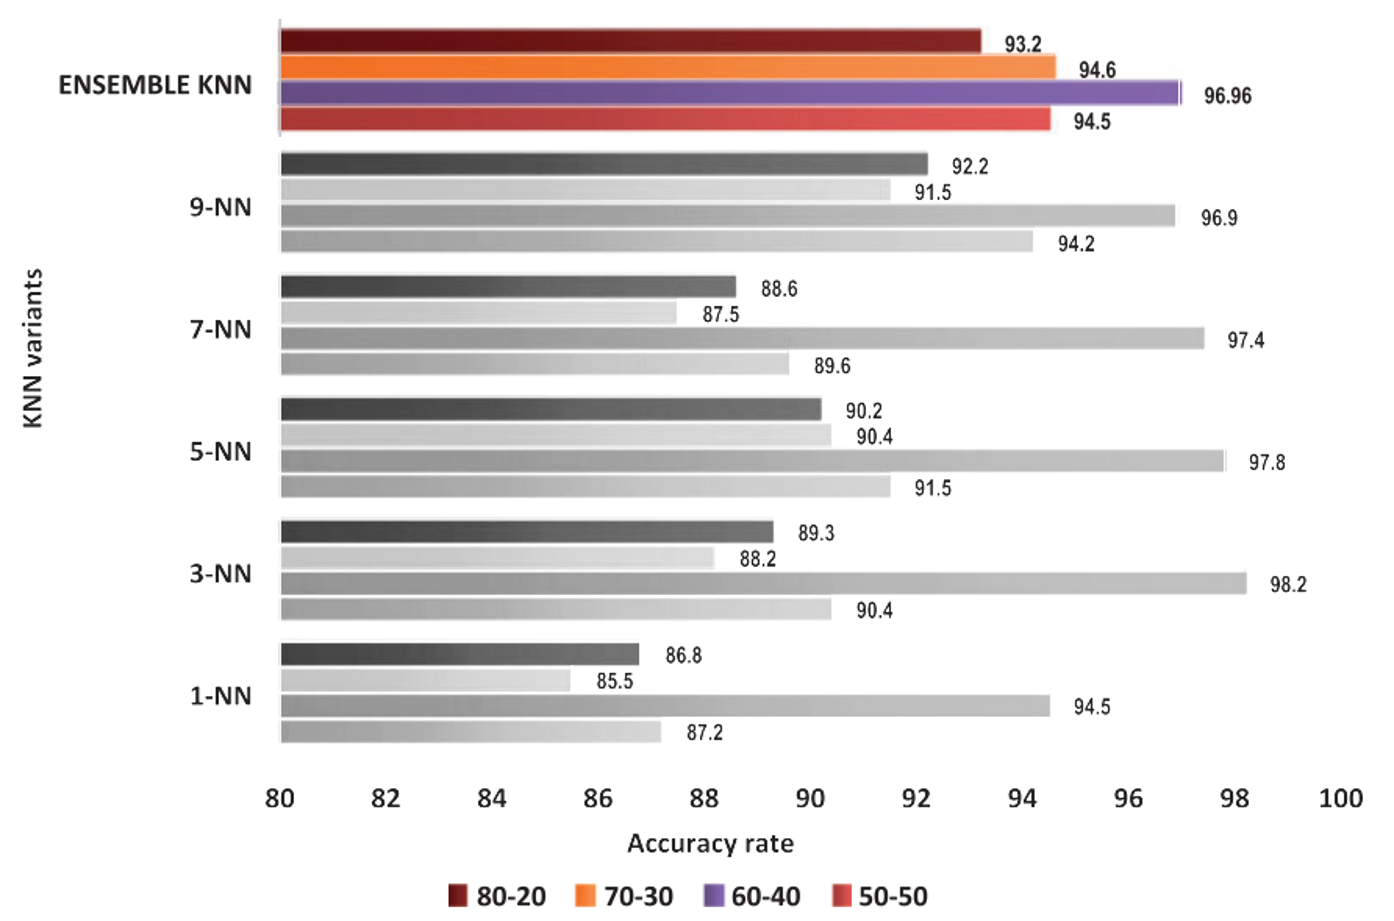 ENSEMBLE KNN
93.2
94.6
96.96
94.5
9-NN
92.2
91.5
96.9
94.2
7-NN
88.6
87.5
97.4
89.6
5-NN
90.2
90.4
97.8
91.5
3-NN
89.3
88.2
98.2
90.4
1-NN
86.8
85.5
94.5
87.2
KNN variants
80 82 84 86 88 90 92 94 96 98 100
Accuracy rate
80-20 70-30 60-40 50-50